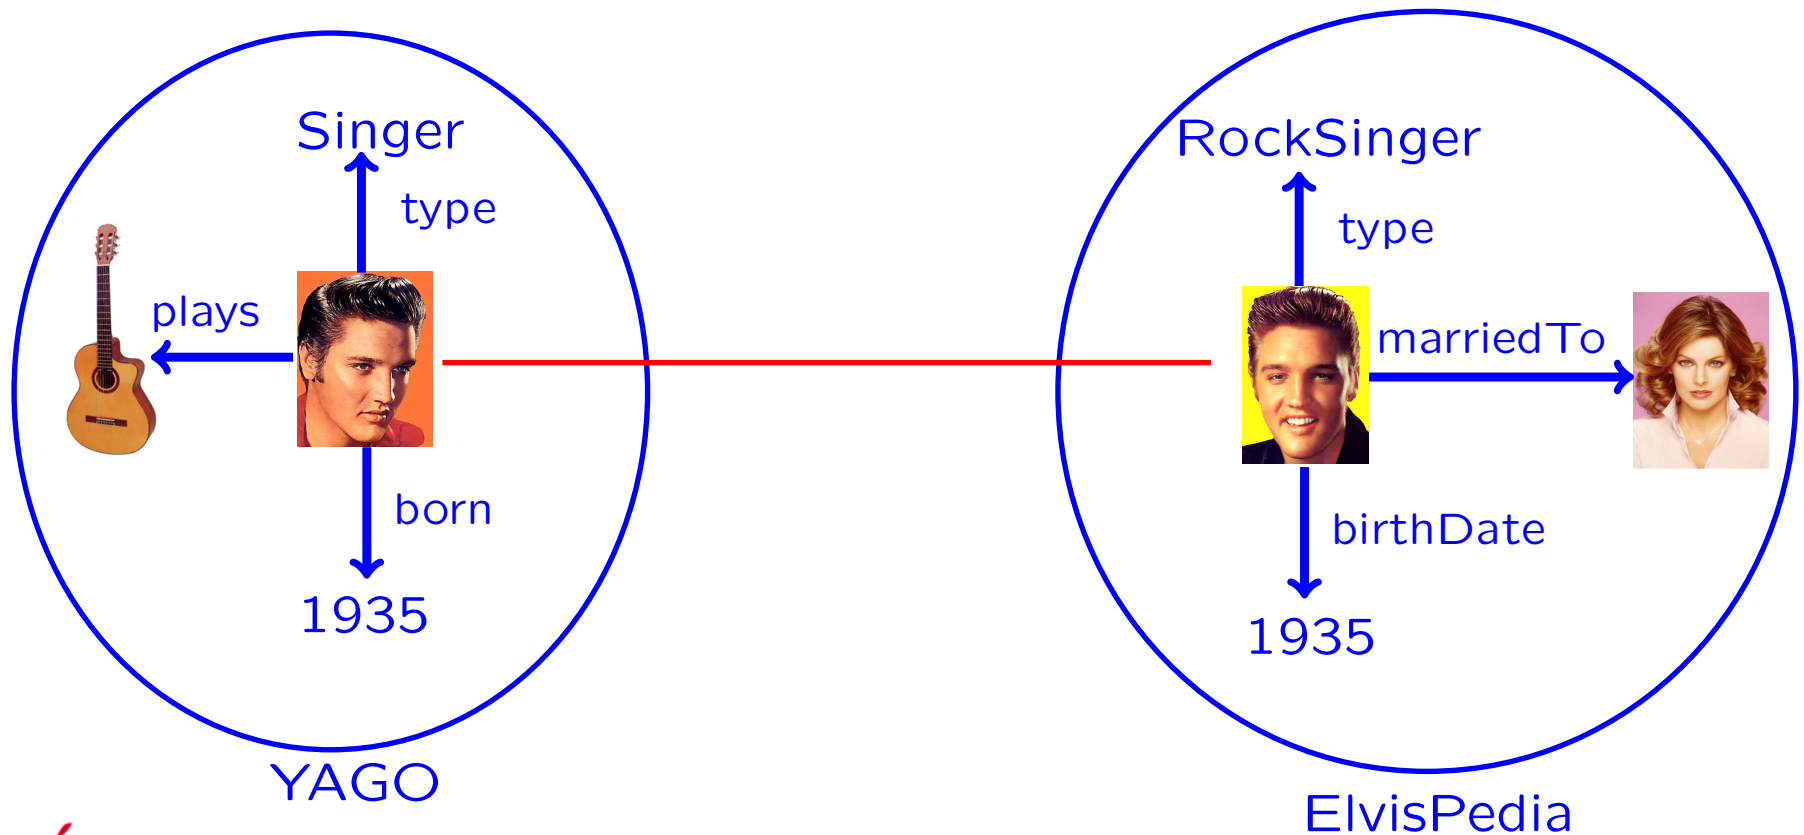 Singer
type
plays
born
1935
YAGO
RockSinger
type
marriedTo
birthDate
1935
ElvisPedia